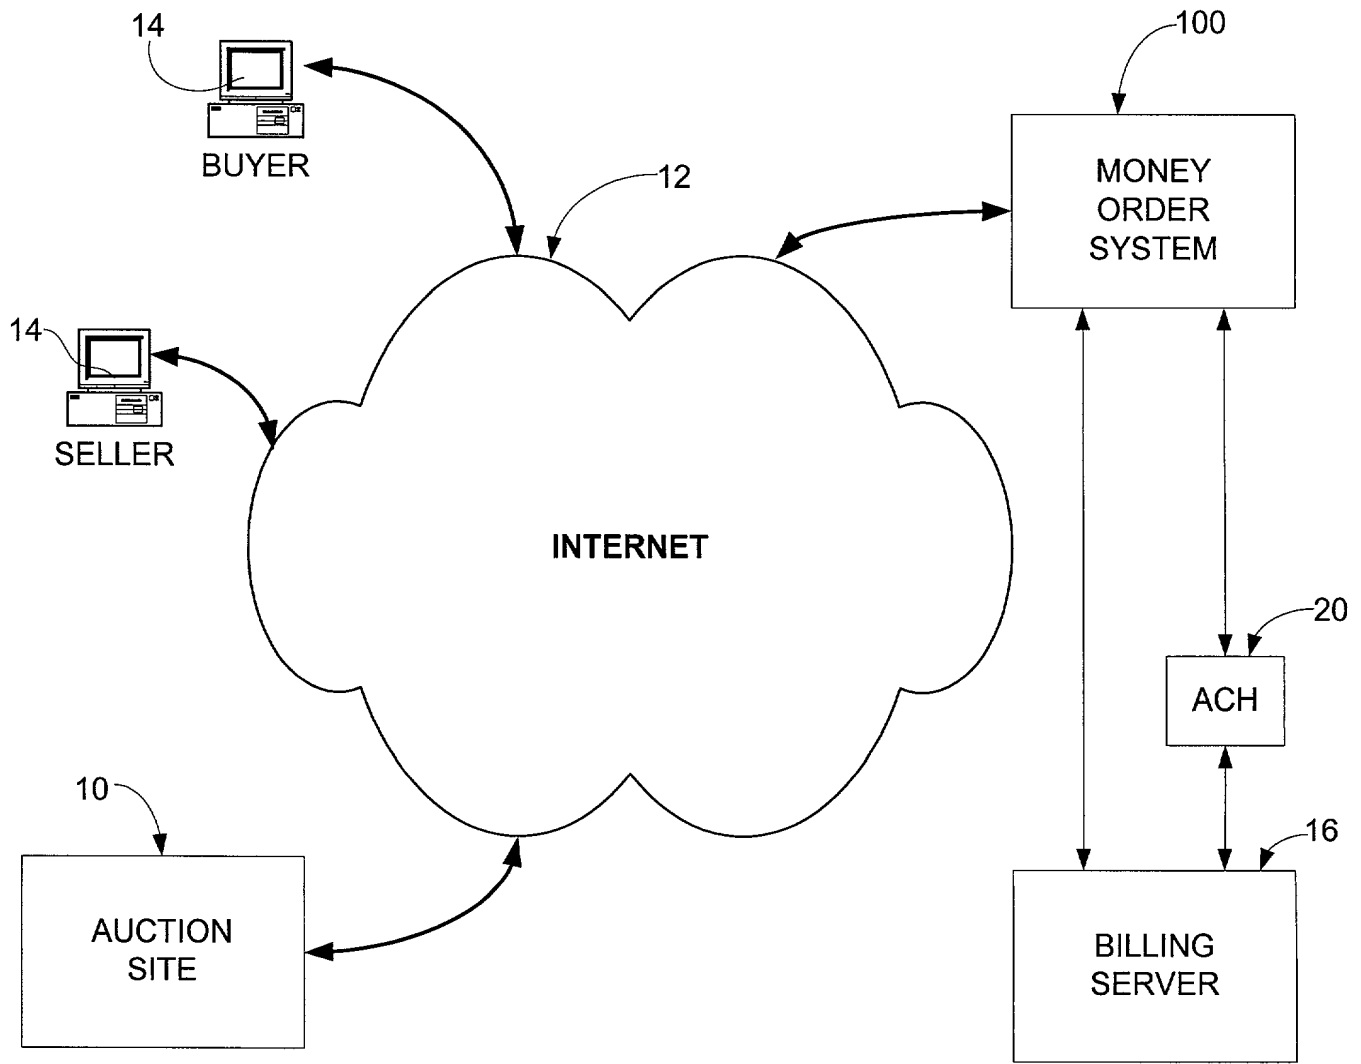 14
100
BUYER
MONEY
ORDER
SYSTEM
12
14
SELLER
INTERNET
20
ACH
10
16
AUCTION
SITE
BILLING
SERVER